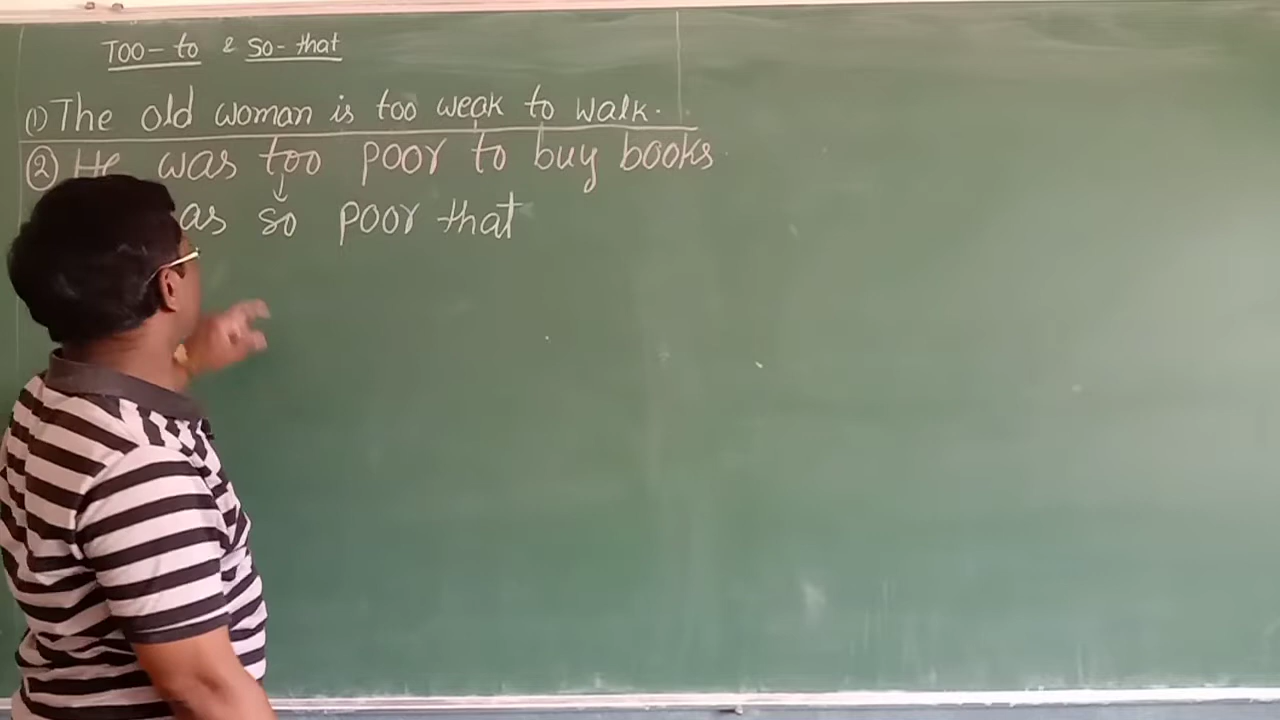 Too-to & so-that
(1) The old woman is too weak to walk.
(2) He was too poor to buy books.
as so poor that